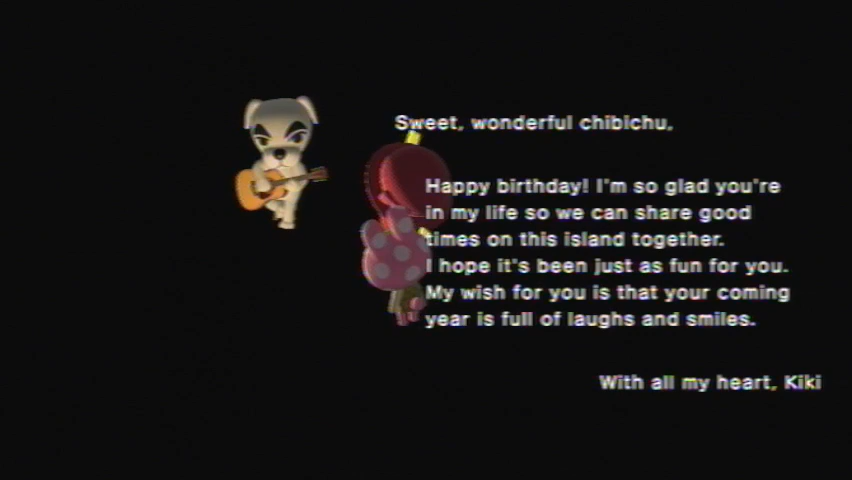 Sweet, wonderful chibichu,
Happy birthday! I'm so glad you're
in my life so we can share good
times on this island together.
I hope it's been just as fun for you.
My wish for you is that your coming
year is full of laughs and smiles.
With all my heart, Kiki